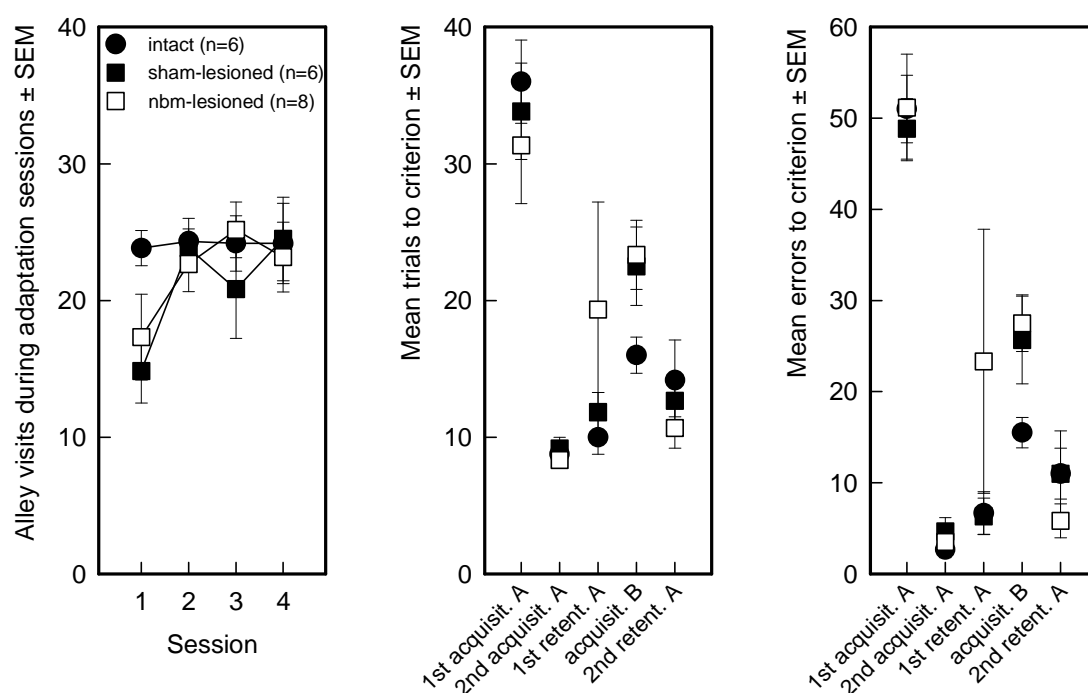 Alley visits during adaptation sessions ± SEM
40
30
20
10
0
intact (n=6)
sham-lesioned (n=6)
nbm-lesioned (n=8)
1 2 3 4
Session
Mean trials to criterion ± SEM
40
30
20
10
0
1st acquisit. A
2nd acquisit. A
1st retent. A
acquisit. B
2nd retent. A
Mean errors to criterion ± SEM
60
50
40
30
20
10
0
1st acquisit. A
2nd acquisit. A
1st retent. A
acquisit. B
2nd retent. A